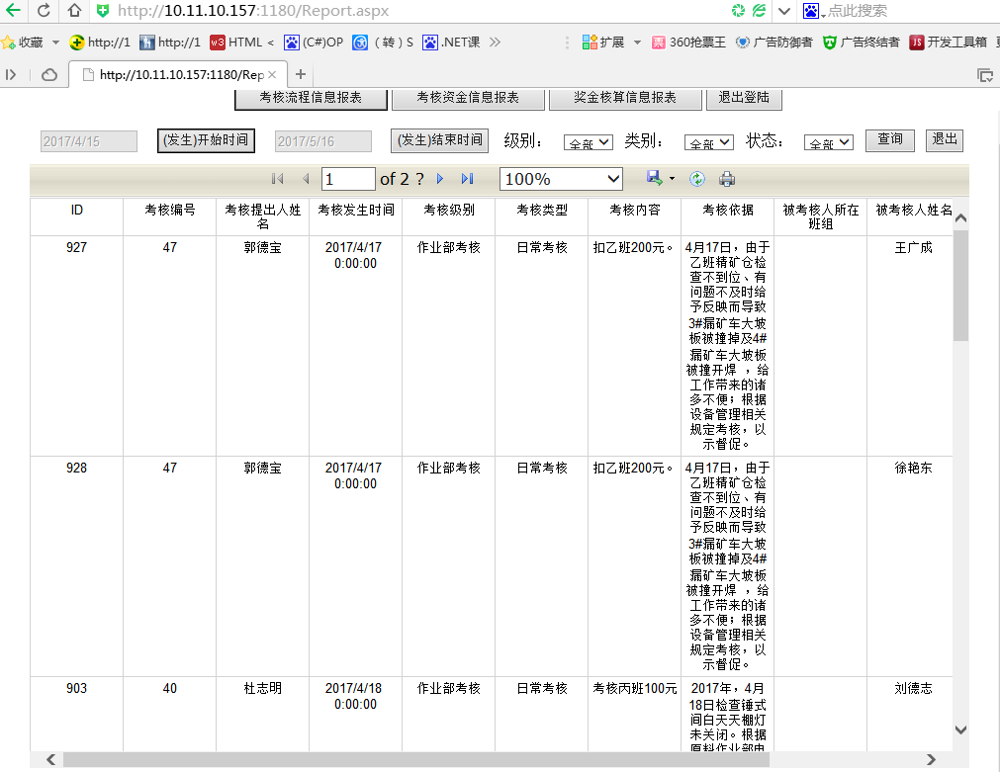 http://10.11.10.157:1180/Report.aspx
点此搜索
收藏 http://1 http://1 HTML < (C#)OP (转) S .NET课 扩展 360抢票王 广告防御者 广告终结者 开发工具箱
http://10.11.10.157:1180/Rep
考核流程信息报表 考核资金信息报表 奖金核算信息报表 退出登陆
2017/4/15 (发生)开始时间 2017/5/16 (发生)结束时间 级别: 全部 类别: 全部 状态: 全部 查询 退出
1 of 2 ? 100%
ID 考核编号 考核提出人姓名 考核发生时间 考核级别 考核类型 考核内容 考核依据 被考核人所在班组 被考核人姓名
927 47 郭德宝 2017/4/17 0:00:00 作业部考核 日常考核 扣乙班200元。
4月17日，由于
乙班精矿仓检
查不到位、有
问题不及时给
予反映而导致
3#漏矿车大坡
板被撞掉及4#
漏矿车大坡板
被撞开焊 ，给
工作带来的诸
多不便；根据
设备管理相关
规定考核，以
示督促。
王广成
928 47 郭德宝 2017/4/17 0:00:00 作业部考核 日常考核 扣乙班200元。
4月17日，由于
乙班精矿仓检
查不到位、有
问题不及时给
予反映而导致
3#漏矿车大坡
板被撞掉及4#
漏矿车大坡板
被撞开焊 ，给
工作带来的诸
多不便；根据
设备管理相关
规定考核，以
示督促。
徐艳东
903 40 杜志明 2017/4/18 0:00:00 作业部考核 日常考核 考核丙班100元
2017年，4月
18日检查锤式
间白天天棚灯
未关闭。根据
原料作业部电
刘德志